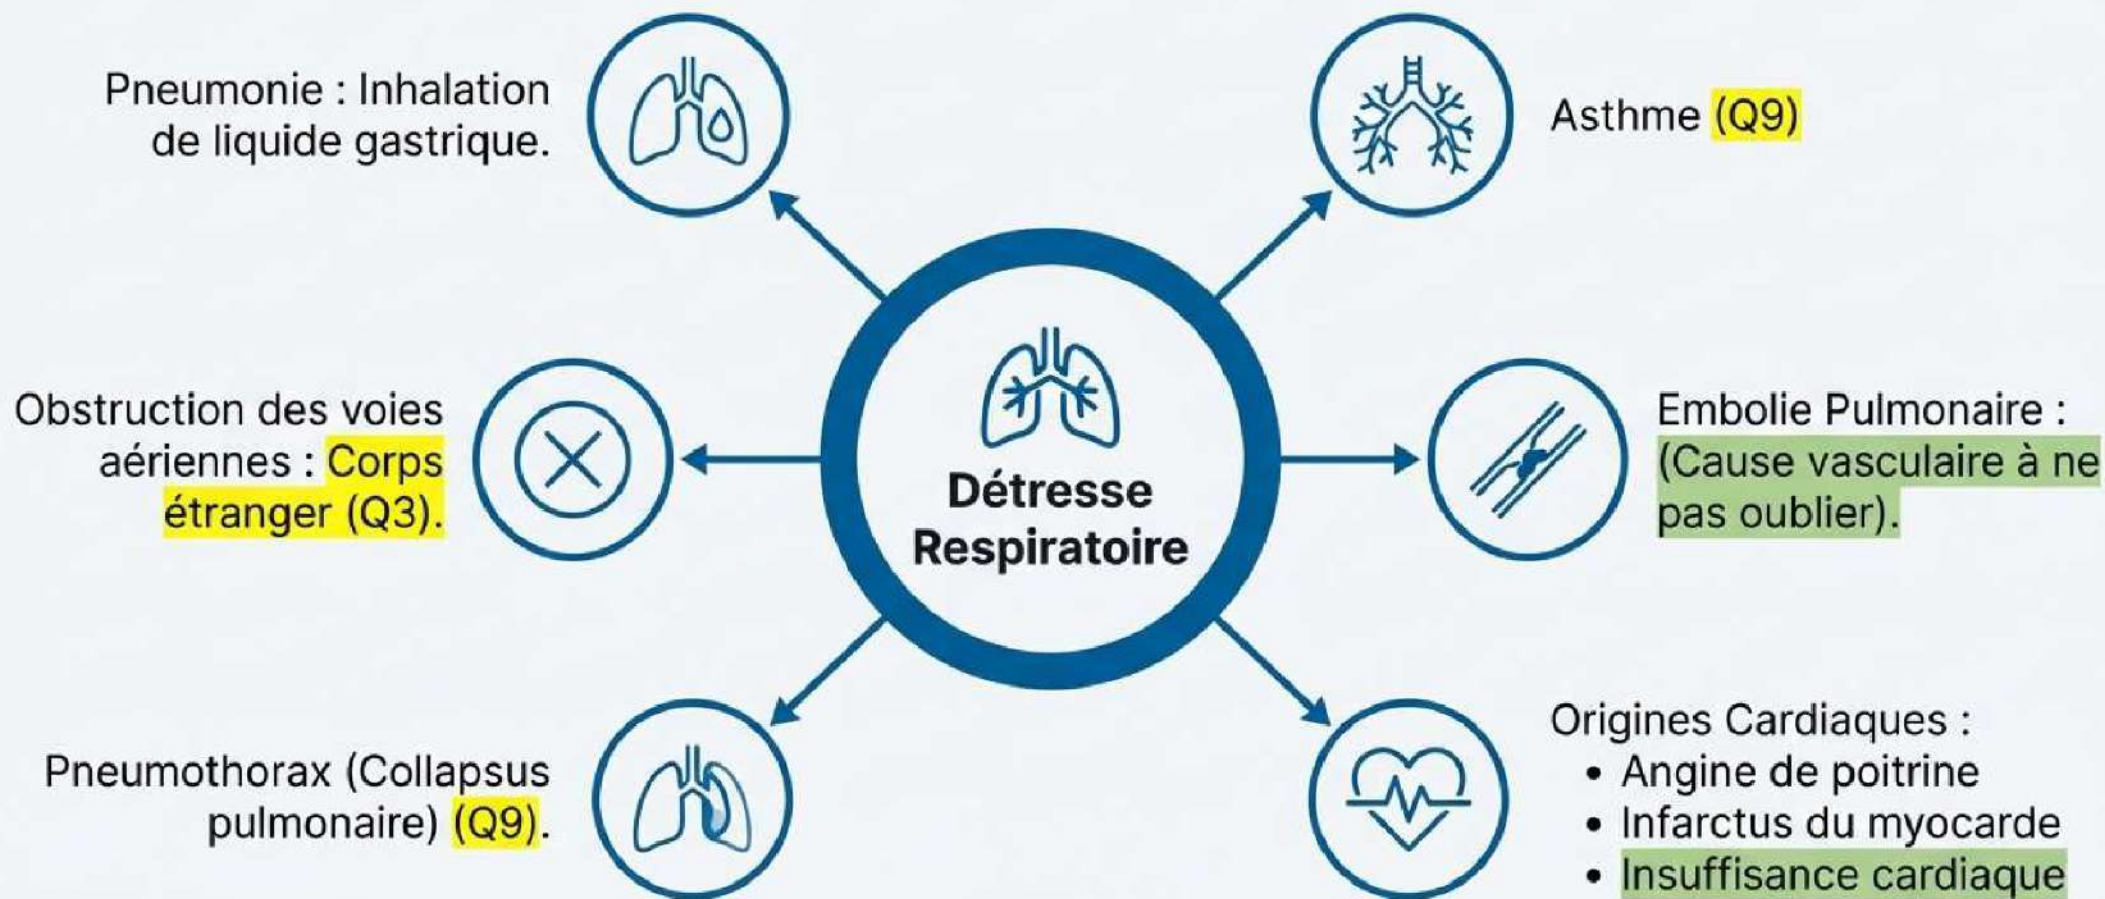 Pneumonie : Inhalation
de liquide gastrique.
Asthme (Q9)
Obstruction des voies
aériennes : Corps
étranger (Q3).
Détresse
Respiratoire
Embolie Pulmonaire :
(Cause vasculaire à ne
pas oublier).
Pneumothorax (Collapsus
pulmonaire) (Q9).
Origines Cardiaques :
• Angine de poitrine
• Infarctus du myocarde
• Insuffisance cardiaque